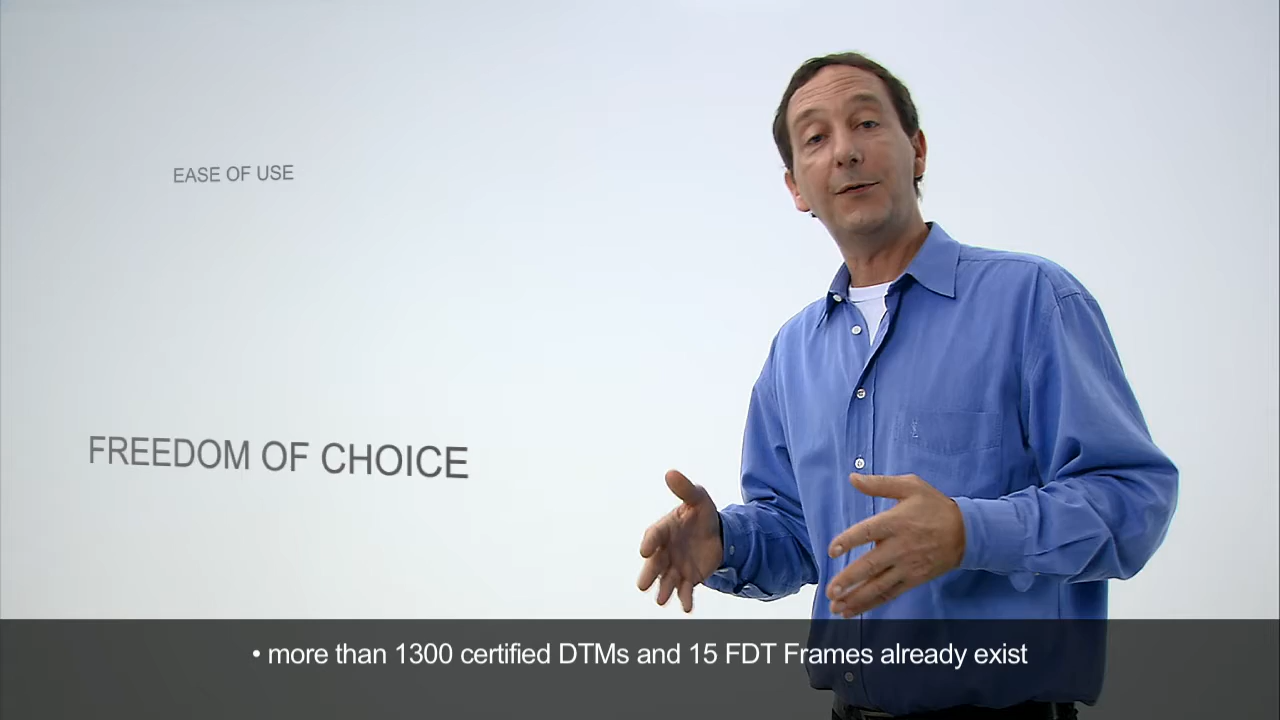 EASE OF USE
FREEDOM OF CHOICE
• more than 1300 certified DTMs and 15 FDT Frames already exist